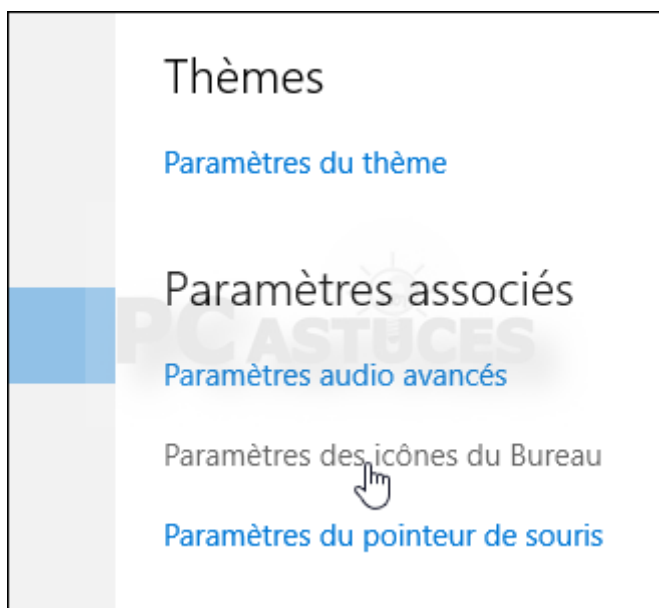 Thèmes
Paramètres du thème
Paramètres associés
PC ASTUCES
Paramètres audio avancés
Paramètres des icônes du Bureau
Paramètres du pointeur de souris